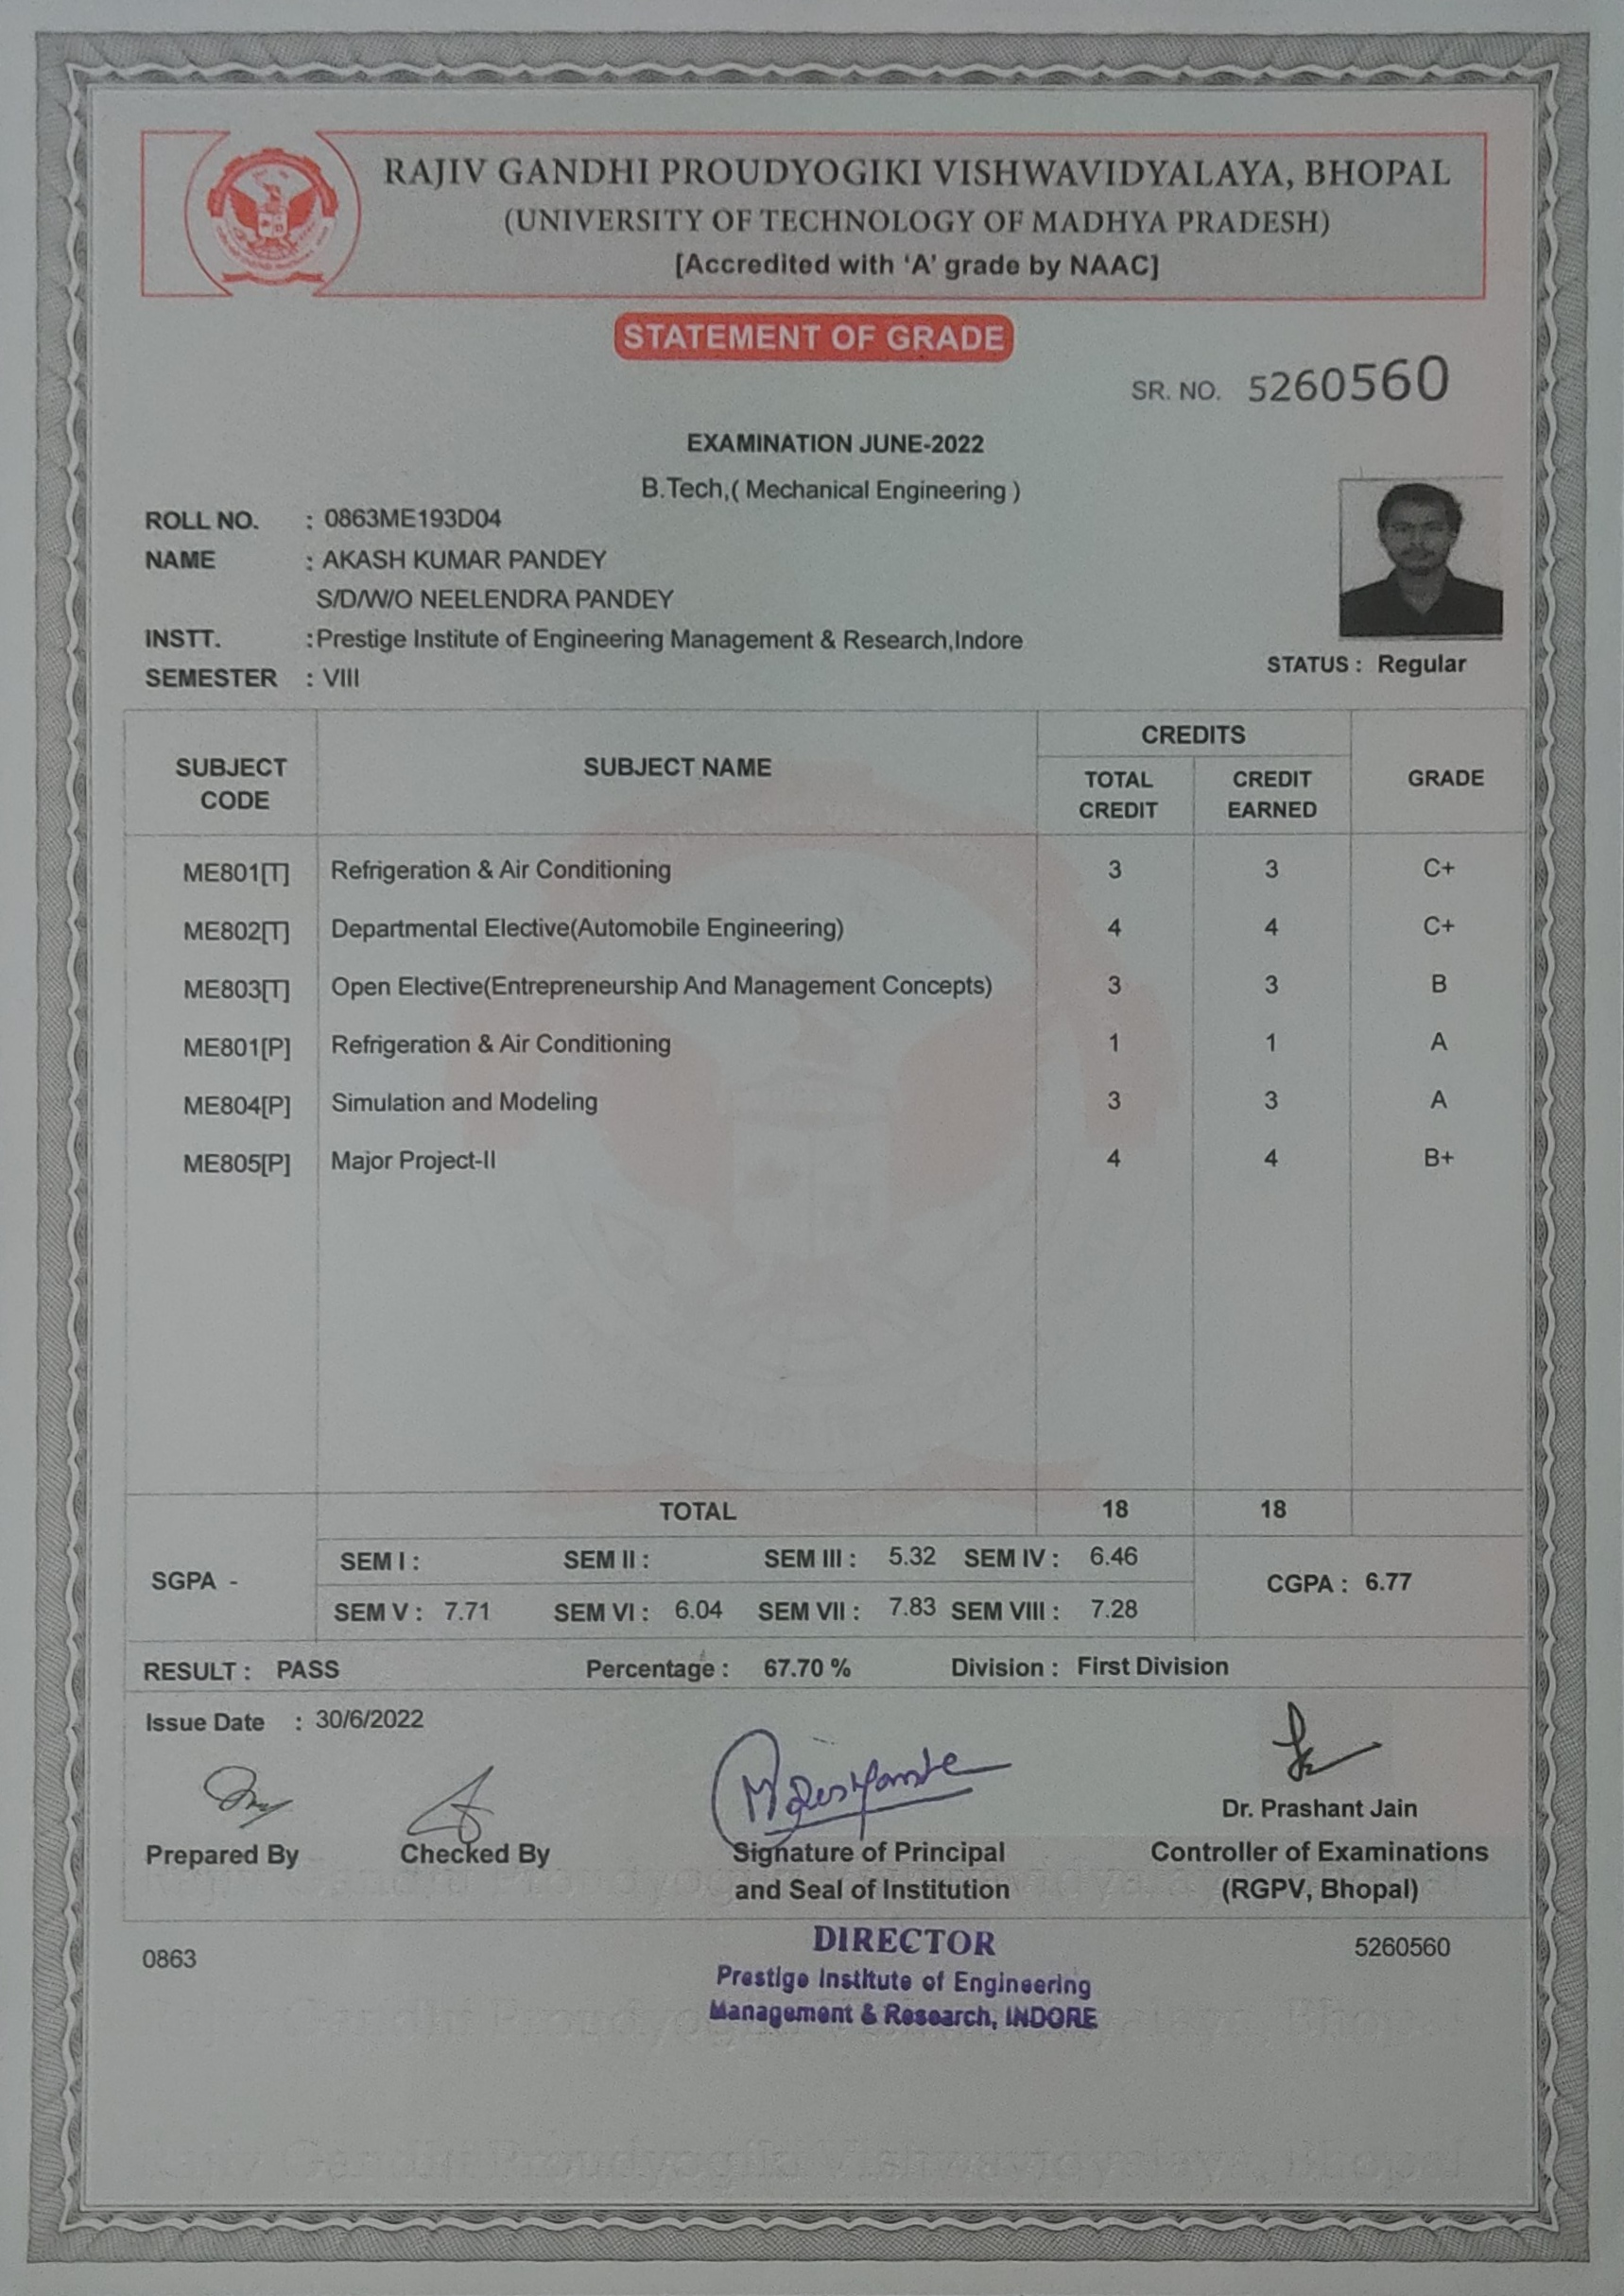 RAJIV GANDHI PROUDYOGIKI VISHWAVIDYALAYA, BHOPAL
(UNIVERSITY OF TECHNOLOGY OF MADHYA PRADESH)
[Accredited with ‘A’ grade by NAAC]
STATEMENT OF GRADE
SR. NO. 5260560
EXAMINATION JUNE-2022
B.Tech,( Mechanical Engineering )
ROLL NO. : 0863ME193D04
NAME : AKASH KUMAR PANDEY
S/D/W/O NEELENDRA PANDEY
INSTT. :Prestige Institute of Engineering Management & Research,Indore
STATUS : Regular
SEMESTER : VIII
SUBJECT CODE SUBJECT NAME CREDITS GRADE
TOTAL CREDIT CREDIT EARNED
ME801[T] Refrigeration & Air Conditioning 3 3 C+
ME802[T] Departmental Elective(Automobile Engineering) 4 4 C+
ME803[T] Open Elective(Entrepreneurship And Management Concepts) 3 3 B
ME801[P] Refrigeration & Air Conditioning 1 1 A
ME804[P] Simulation and Modeling 3 3 A
ME805[P] Major Project-II 4 4 B+
TOTAL 18 18
SGPA - SEM I : SEM II : SEM III : 5.32 SEM IV : 6.46
SEM V : 7.71 SEM VI : 6.04 SEM VII : 7.83 SEM VIII : 7.28
CGPA : 6.77
RESULT : PASS Percentage : 67.70 % Division : First Division
Issue Date : 30/6/2022
Dr. Prashant Jain
Prepared By Checked By Signature of Principal Controller of Examinations
and Seal of Institution (RGPV, Bhopal)
DIRECTOR
0863 5260560
Prestige Institute of Engineering
Management & Research, INDORE